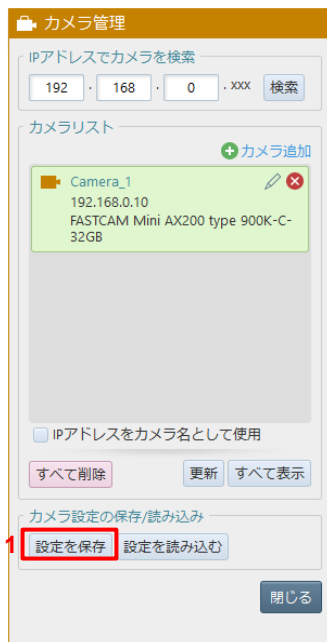 カメラ管理
IPアドレスでカメラを検索
192 . 168 . 0 . xxx 検索
カメラリスト
カメラ追加
Camera_1
192.168.0.10
FASTCAM Mini AX200 type 900K-C-
32GB
IPアドレスをカメラ名として使用
すべて削除 更新 すべて表示
カメラ設定の保存/読み込み
1 設定を保存 設定を読み込む
閉じる